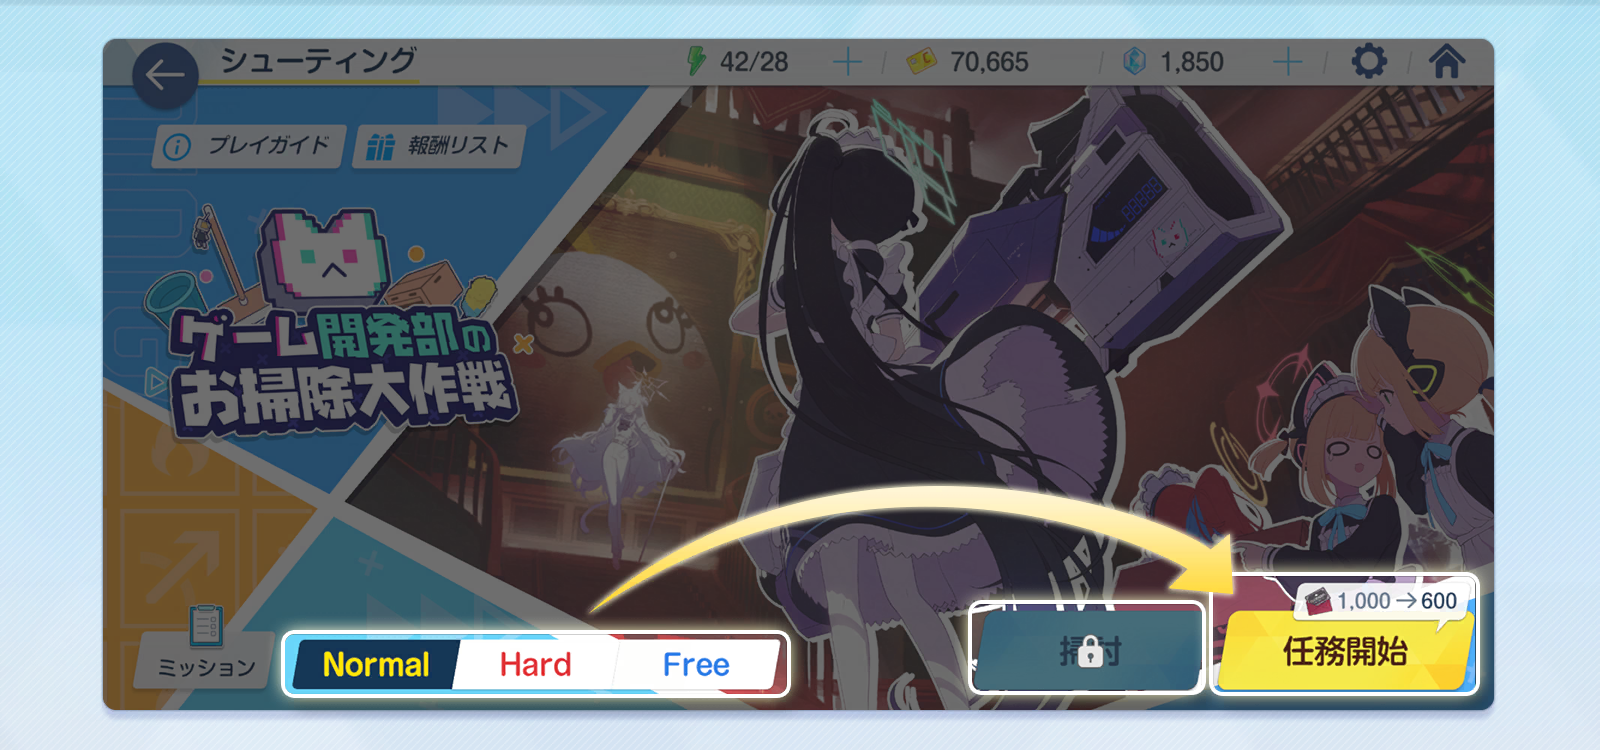 シューティング
42/28
70,665
1,850
プレイガイド
報酬リスト
ゲーム開発部の
お掃除大作戦
ミッション
Normal
Hard
Free
1,000→600
任務開始